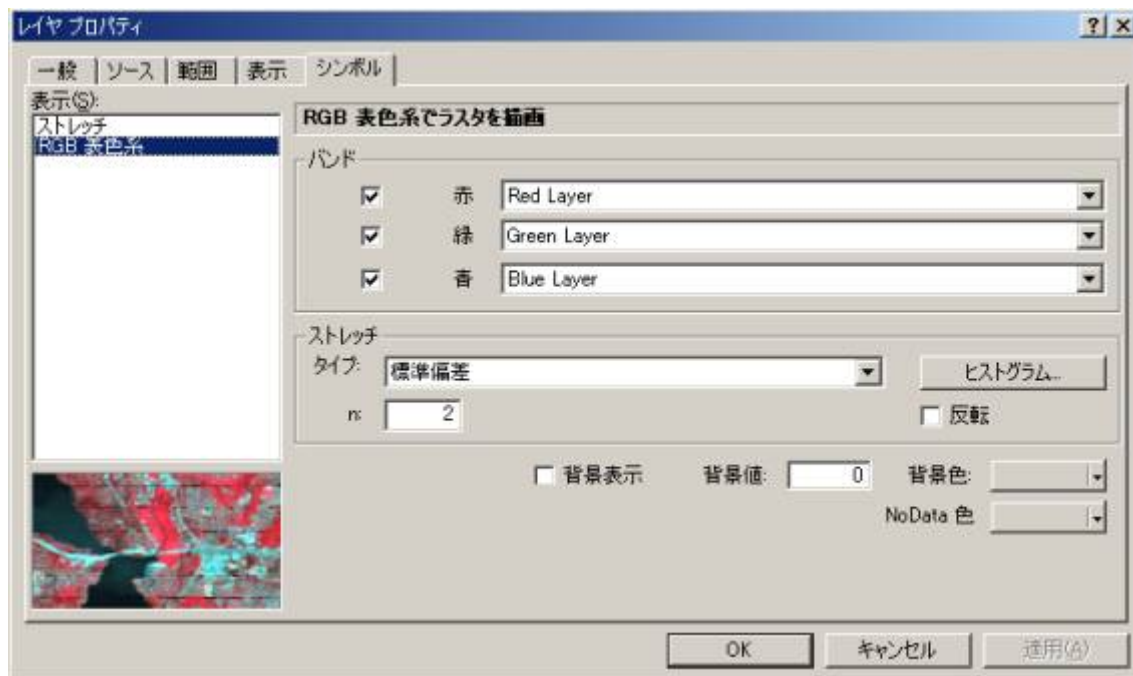 レイヤ プロパティ
一般 ソース 範囲 表示 シンボル
表示(S):
ストレッチ
RGB 表色系
RGB 表色系でラスタを描画
バンド
赤 Red Layer
緑 Green Layer
青 Blue Layer
ストレッチ
タイプ: 標準偏差 ヒストグラム...
n: 2 反転
背景表示 背景値: 0 背景色:
NoData 色
OK キャンセル 適用(A)